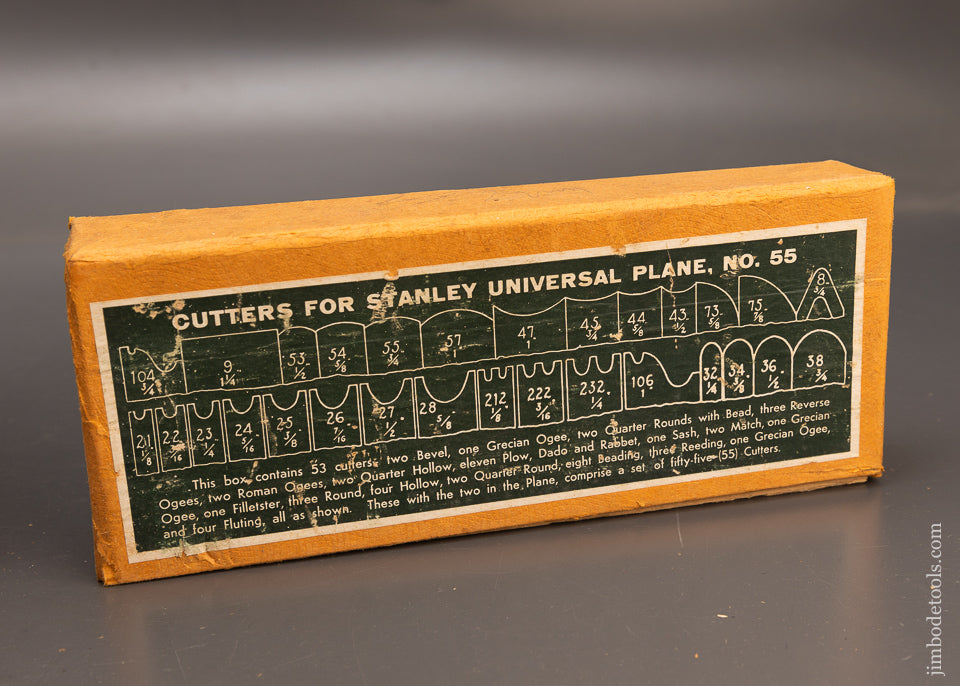 CUTTERS FOR STANLEY UNIVERSAL PLANE, NO. 55
104 3/4 9 1 1/4 53 1/2 54 5/8 55 3/4 57 1 47 1 45 3/4 44 5/8 43 1/2 73 5/8 75 7/8 8 3/4
21 1/8 22 3/16 23 1/4 24 5/16 25 3/8 26 7/16 27 1/2 28 5/8 212 1/8 222 3/16 232 1/4 106 1 32 1/4 34 3/8 36 1/2 38 3/4
This box contains 53 cutters: two Bevel, one Grecian Ogee, two Quarter Rounds with Bead, three Reverse
Ogees, two Roman Ogees, two Quarter Hollow, eleven Plow, Dado and Rabbet, one Sash, two Match, one Grecian
Ogee, one Filletster, three Round, four Hollow, two Quarter Round, eight Beading, three Reeding, one Grecian Ogee,
and four Fluting, all as shown. These with the two in the Plane, comprise a set of fifty-five (55) Cutters.
jimbodetools.com